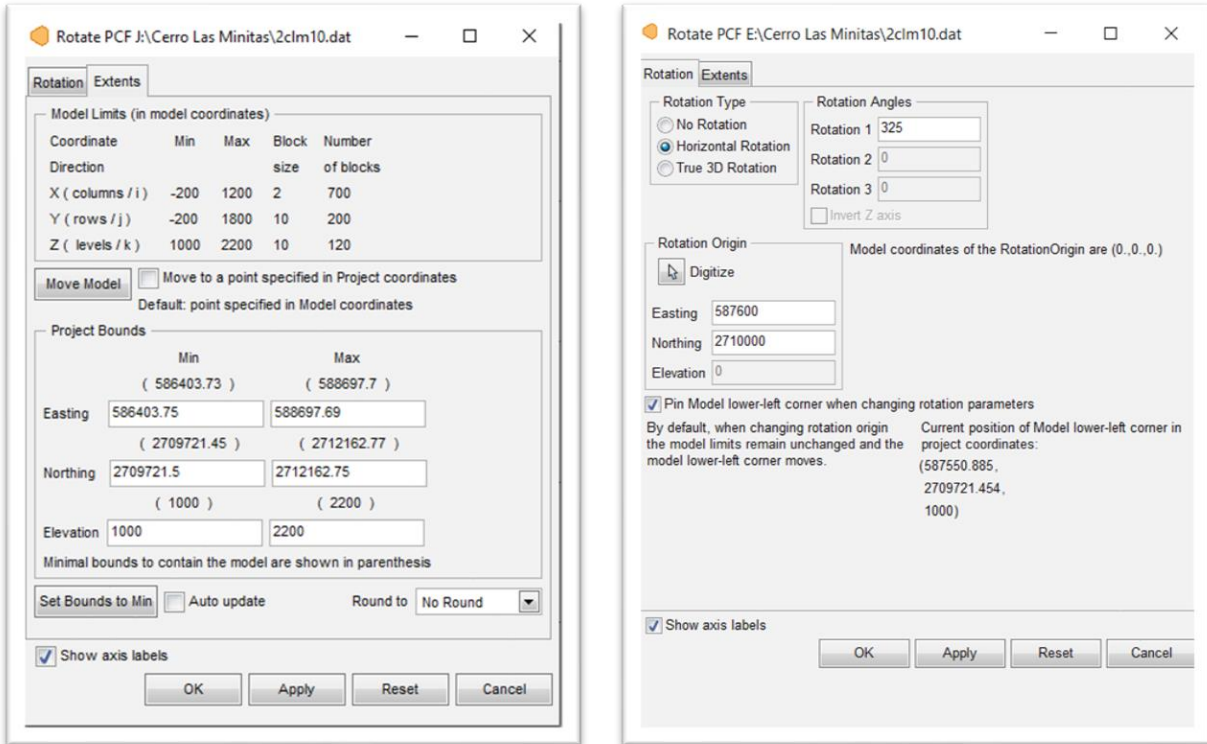 Rotate PCF J:\Cerro Las Minitas\2clm10.dat
Rotation Extents
Model Limits (in model coordinates)
Coordinate Min Max Block Number
Direction size of blocks
X ( columns / i ) -200 1200 2 700
Y ( rows / j ) -200 1800 10 200
Z ( levels / k ) 1000 2200 10 120
Move Model Move to a point specified in Project coordinates
Default: point specified in Model coordinates
Project Bounds
Min Max
( 586403.73 ) ( 588697.7 )
Easting 586403.75 588697.69
( 2709721.45 ) ( 2712162.77 )
Northing 2709721.5 2712162.75
( 1000 ) ( 2200 )
Elevation 1000 2200
Minimal bounds to contain the model are shown in parenthesis
Set Bounds to Min Auto update Round to No Round
Show axis labels
OK Apply Reset Cancel
Rotate PCF E:\Cerro Las Minitas\2clm10.dat
Rotation Extents
Rotation Type
No Rotation
Horizontal Rotation
True 3D Rotation
Rotation Angles
Rotation 1 325
Rotation 2 0
Rotation 3 0
Invert Z axis
Rotation Origin
Digitize
Easting 587600
Northing 2710000
Elevation 0
Model coordinates of the RotationOrigin are (0.,0.,0.)
Pin Model lower-left corner when changing rotation parameters
By default, when changing rotation origin
the model limits remain unchanged and the
model lower-left corner moves.
Current position of Model lower-left corner in
project coordinates:
(587550.885,
2709721.454,
1000)
Show axis labels
OK Apply Reset Cancel